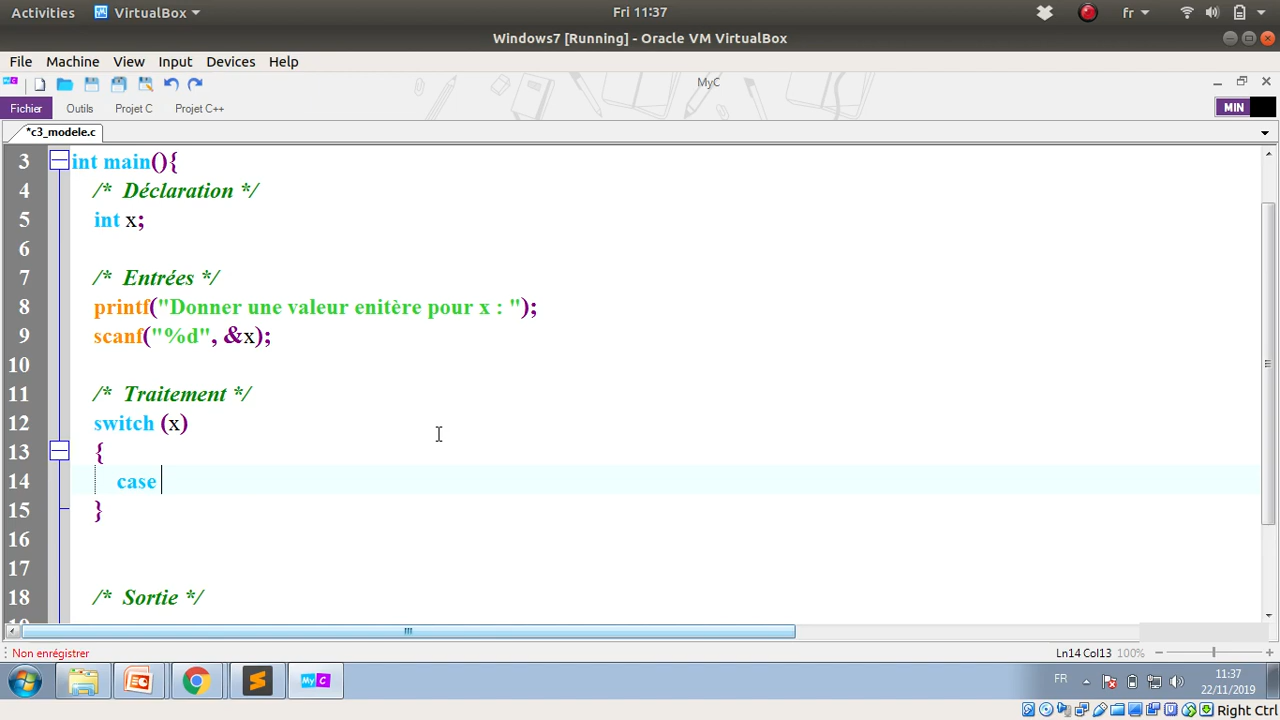 Activities VirtualBox Fri 11:37 fr
Windows7 [Running] - Oracle VM VirtualBox
File Machine View Input Devices Help
MyC
Fichier Outils Projet C Projet C++ MIN
*c3_modele.c
3 int main(){
4 /* Déclaration */
5 int x;
6
7 /* Entrées */
8 printf("Donner une valeur enitère pour x : ");
9 scanf("%d", &x);
10
11 /* Traitement */
12 switch (x)
13 {
14 case
15 }
16
17
18 /* Sortie */
Non enrégistrer Ln14 Col13 100%
MyC FR 11:37
22/11/2019
Right Ctrl